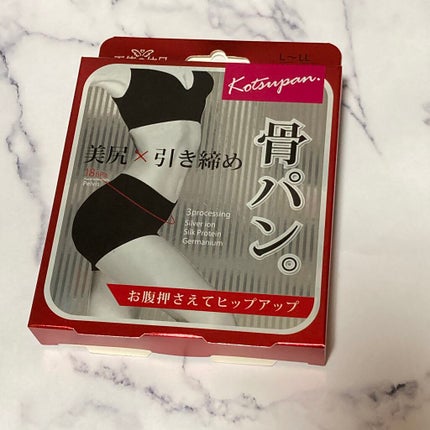 L〜LL
Kotsupan.
骨パン。
美尻×引き締め
Pelvis
3processing
Silver ion
Silk Protein
Germanium
お腹押さえてヒップアップ